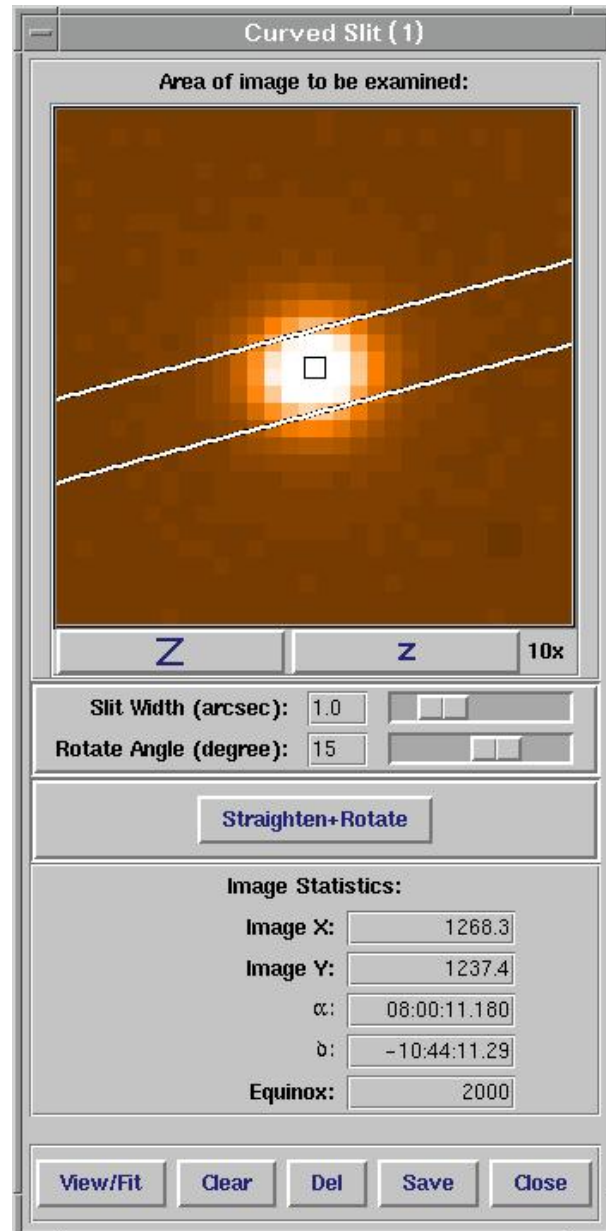 Curved Slit (1)
Area of image to be examined:
Z z 10x
Slit Width (arcsec): 1.0
Rotate Angle (degree): 15
Straighten+Rotate
Image Statistics:
Image X: 1268.3
Image Y: 1237.4
α: 08:00:11.180
δ: -10:44:11.29
Equinox: 2000
View/Fit Clear Del Save Close